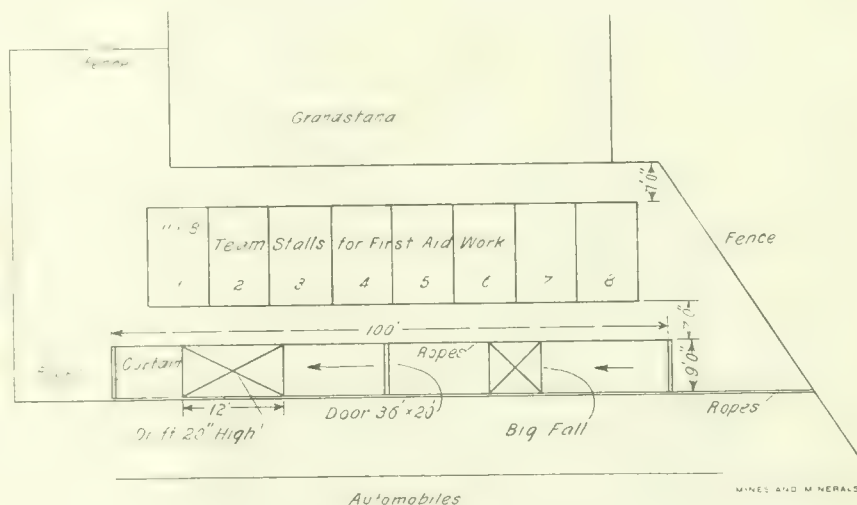 Fence
Grandstand
7'0"
Team Stalls for First Aid Work
Fence
1 2 3 4 5 6 7 8
100'
7'0"
Curtain
Ropes
9'0"
12'
Door 36"x20"
Ropes
Drift 20" High
Big Fall
Automobiles
MINES AND MINERALS